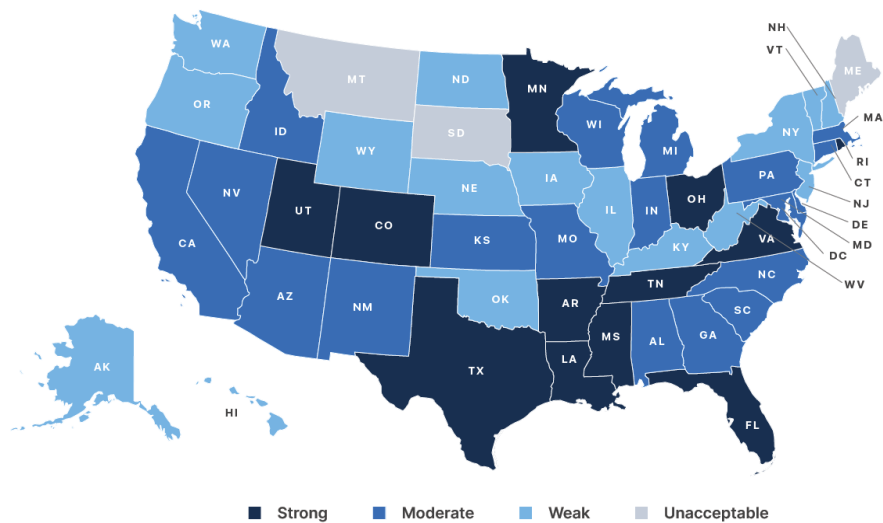 NH
WA
VT
MT
ND
ME
MN
OR
MA
ID
WI
SD
NY
WY
MI
RI
PA
CT
IA
NE
NV
OH
NJ
IL
IN
UT
DE
CO
VA
KS
MO
CA
MD
KY
DC
NC
TN
WV
AZ
OK
NM
AR
SC
MS
GA
AL
LA
AK
TX
HI
FL
Strong
Moderate
Weak
Unacceptable